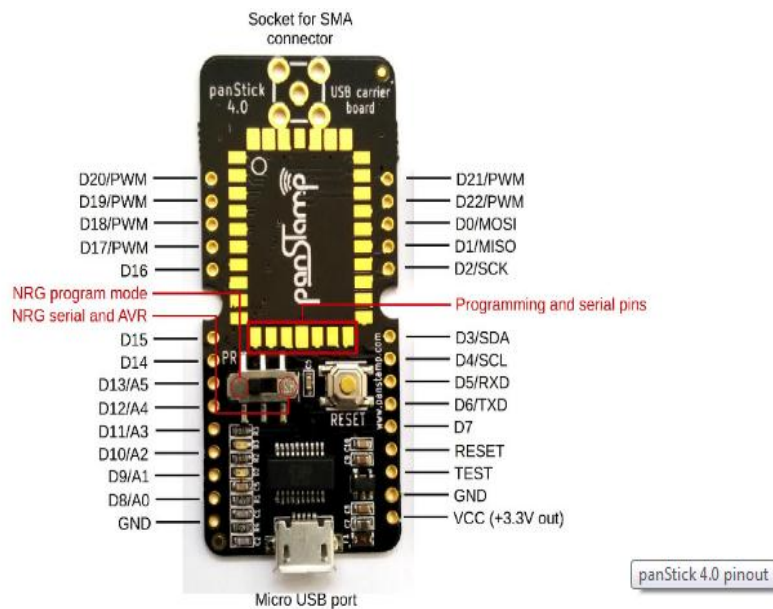 Socket for SMA
connector
panStick
4.0
USB carrier
board
panStamp
D20/PWM
D19/PWM
D18/PWM
D17/PWM
D16
NRG program mode
NRG serial and AVR
D15
D14
D13/A5
D12/A4
D11/A3
D10/A2
D9/A1
D8/A0
GND
D21/PWM
D22/PWM
D0/MOSI
D1/MISO
D2/SCK
Programming and serial pins
D3/SDA
D4/SCL
D5/RXD
D6/TXD
D7
RESET
TEST
GND
VCC (+3.3V out)
PR
RESET
www.panstamp.com
Micro USB port
panStick 4.0 pinout